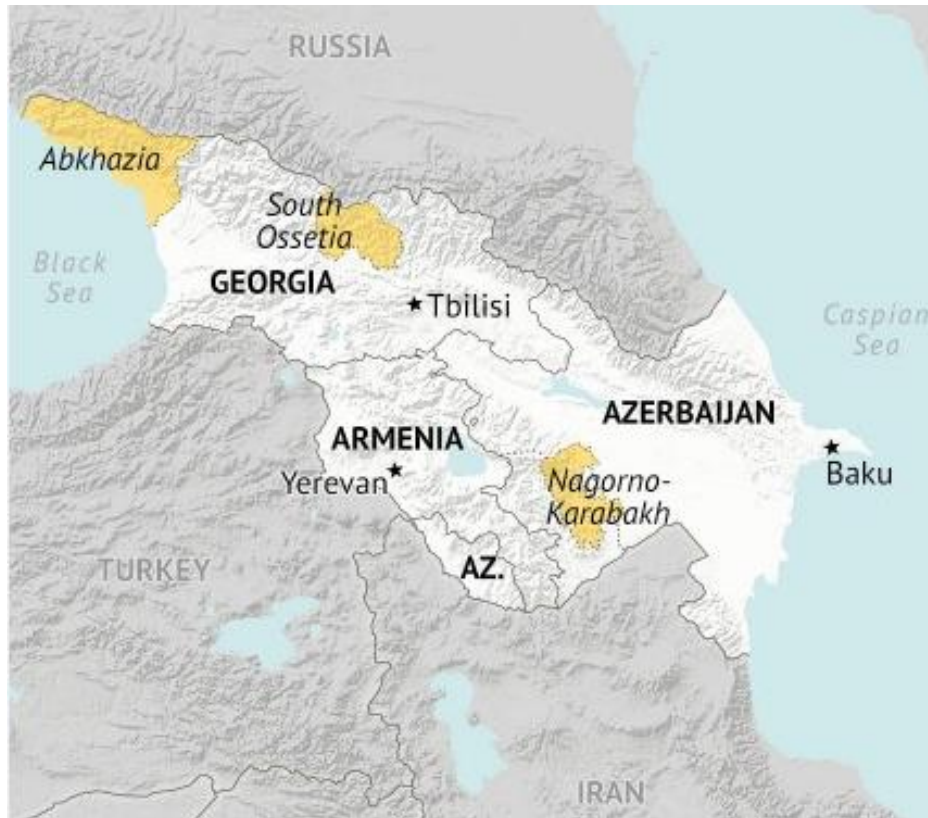 RUSSIA
Abkhazia
South
Ossetia
Black
Sea
GEORGIA
Tbilisi
Caspian
Sea
AZERBAIJAN
ARMENIA
Baku
Yerevan
Nagorno-
Karabakh
AZ.
TURKEY
IRAN